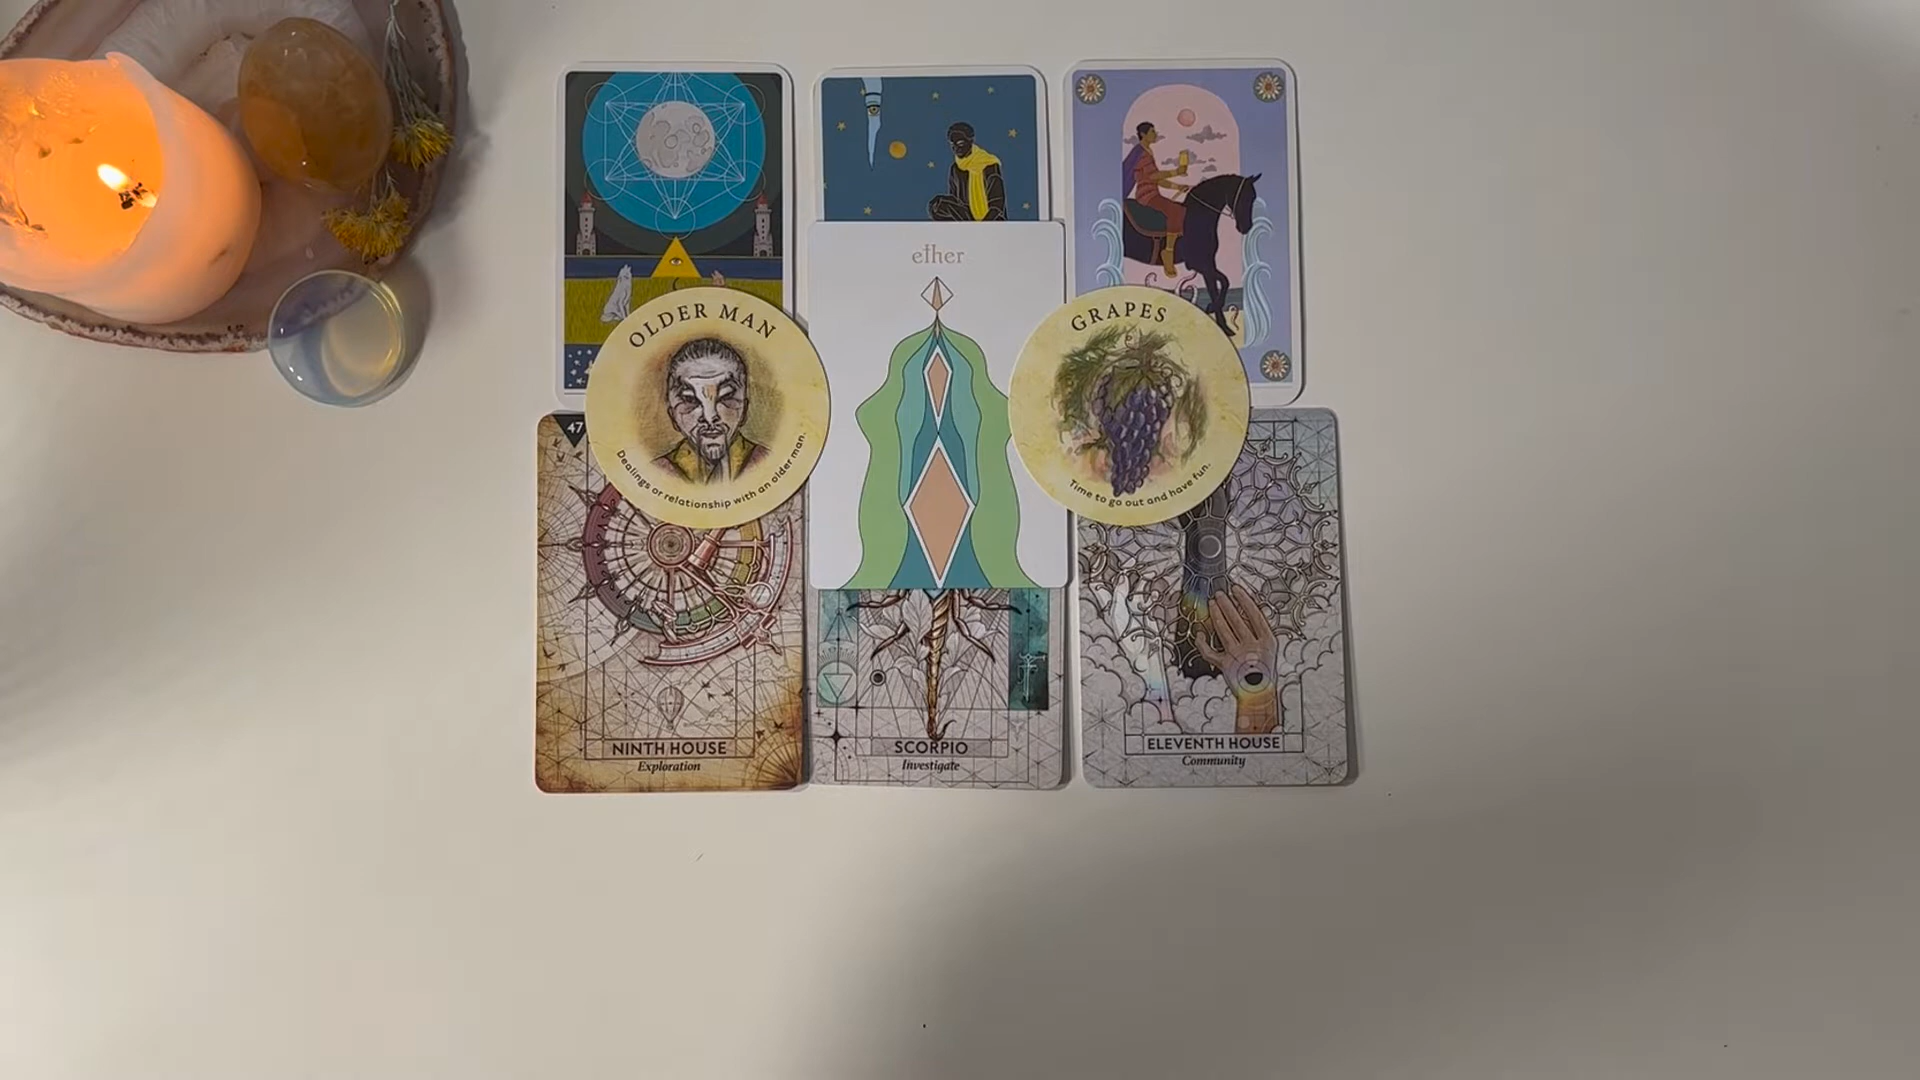 OLDER MAN
Dealings or relationship with an older man.
ether
GRAPES
Time to go out and have fun.
47
NINTH HOUSE
Exploration
SCORPIO
Investigate
ELEVENTH HOUSE
Community